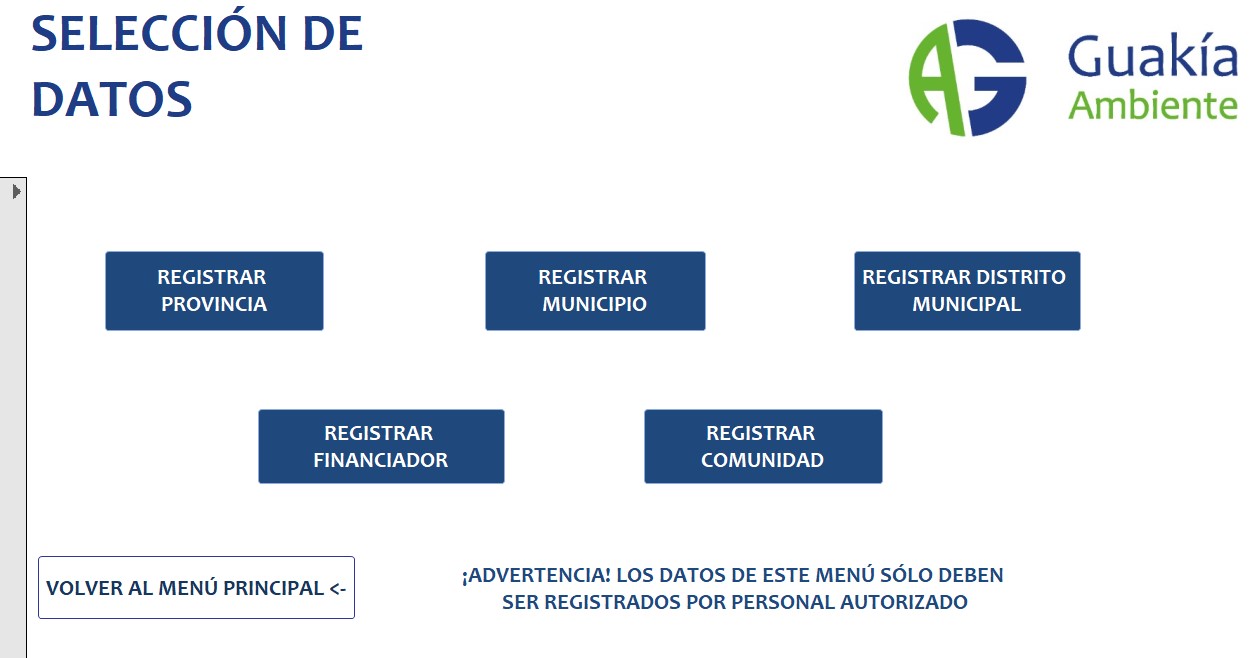 SELECCIÓN DE
DATOS
AG
Guakía
Ambiente
REGISTRAR
PROVINCIA
REGISTRAR
MUNICIPIO
REGISTRAR DISTRITO
MUNICIPAL
REGISTRAR
FINANCIADOR
REGISTRAR
COMUNIDAD
VOLVER AL MENÚ PRINCIPAL <-
¡ADVERTENCIA! LOS DATOS DE ESTE MENÚ SÓLO DEBEN
SER REGISTRADOS POR PERSONAL AUTORIZADO